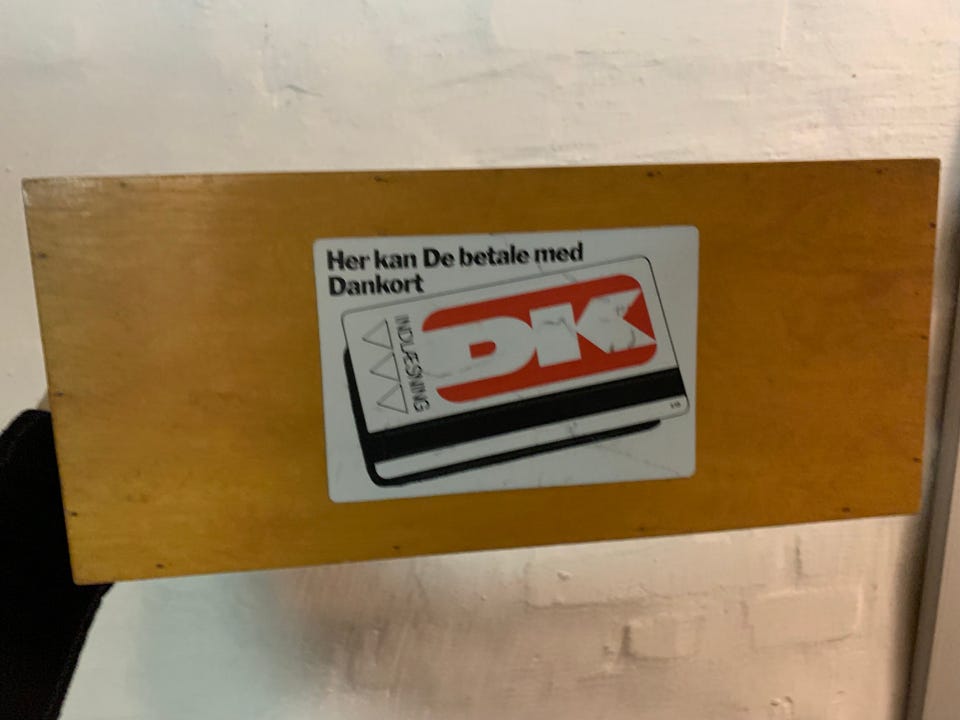 Her kan De betale med
Dankort
INDLÆSNING
DK